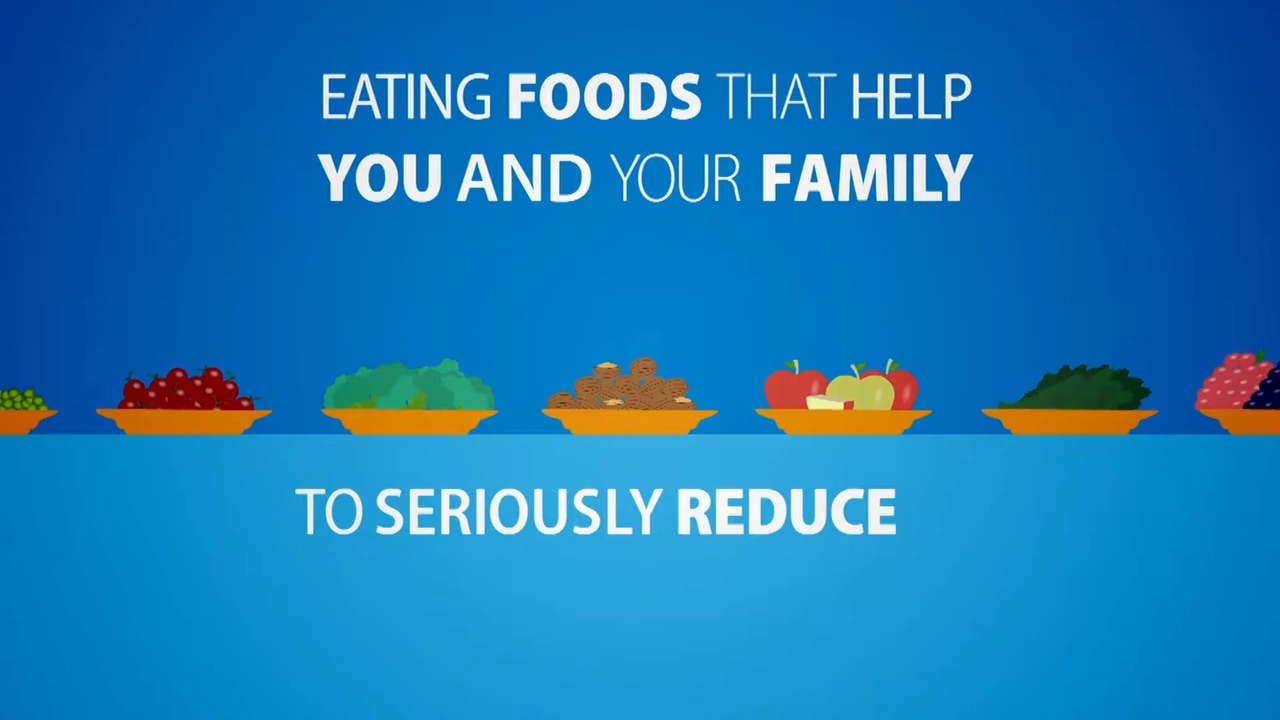 EATING FOODS THAT HELP
YOU AND YOUR FAMILY
TO SERIOUSLY REDUCE